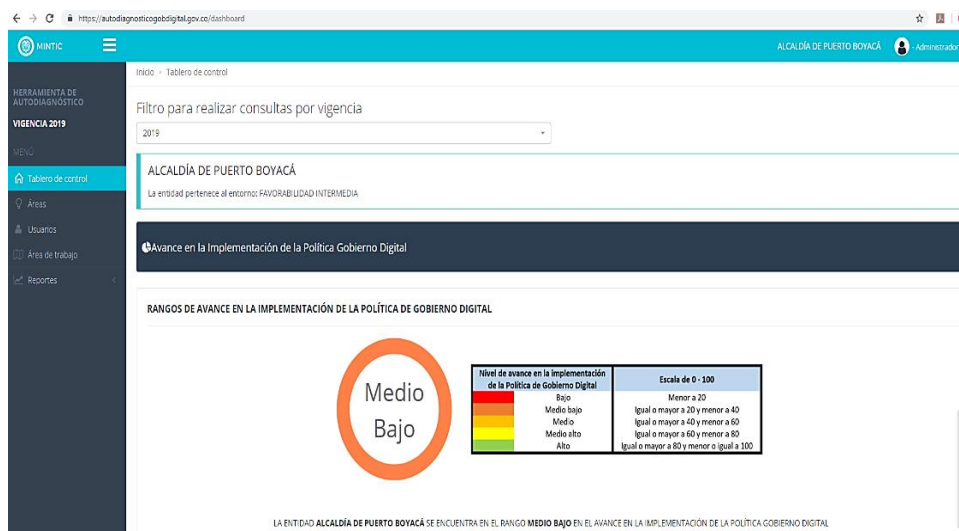 https://autodiagnosticogobdigital.gov.co/dashboard
MINTIC
ALCALDÍA DE PUERTO BOYACÁ
- Administrador
HERRAMIENTA DE
AUTODIAGNÓSTICO
VIGENCIA 2019
MENÚ
Tablero de control
Áreas
Usuarios
Área de trabajo
Reportes
Inicio - Tablero de control
Filtro para realizar consultas por vigencia
2019
ALCALDÍA DE PUERTO BOYACÁ
La entidad pertenece al entorno: FAVORABILIDAD INTERMEDIA
Avance en la Implementación de la Política Gobierno Digital
RANGOS DE AVANCE EN LA IMPLEMENTACIÓN DE LA POLÍTICA DE GOBIERNO DIGITAL
Medio
Bajo
Nivel de avance en la implementación
de la Política de Gobierno Digital
Escala de 0 - 100
Bajo Menor a 20
Medio bajo Igual o mayor a 20 y menor a 40
Medio Igual o mayor a 40 y menor a 60
Medio alto Igual o mayor a 60 y menor a 80
Alto Igual o mayor a 80 y menor o igual a 100
LA ENTIDAD ALCALDÍA DE PUERTO BOYACÁ SE ENCUENTRA EN EL RANGO MEDIO BAJO EN EL AVANCE EN LA IMPLEMENTACIÓN DE LA POLÍTICA GOBIERNO DIGITAL